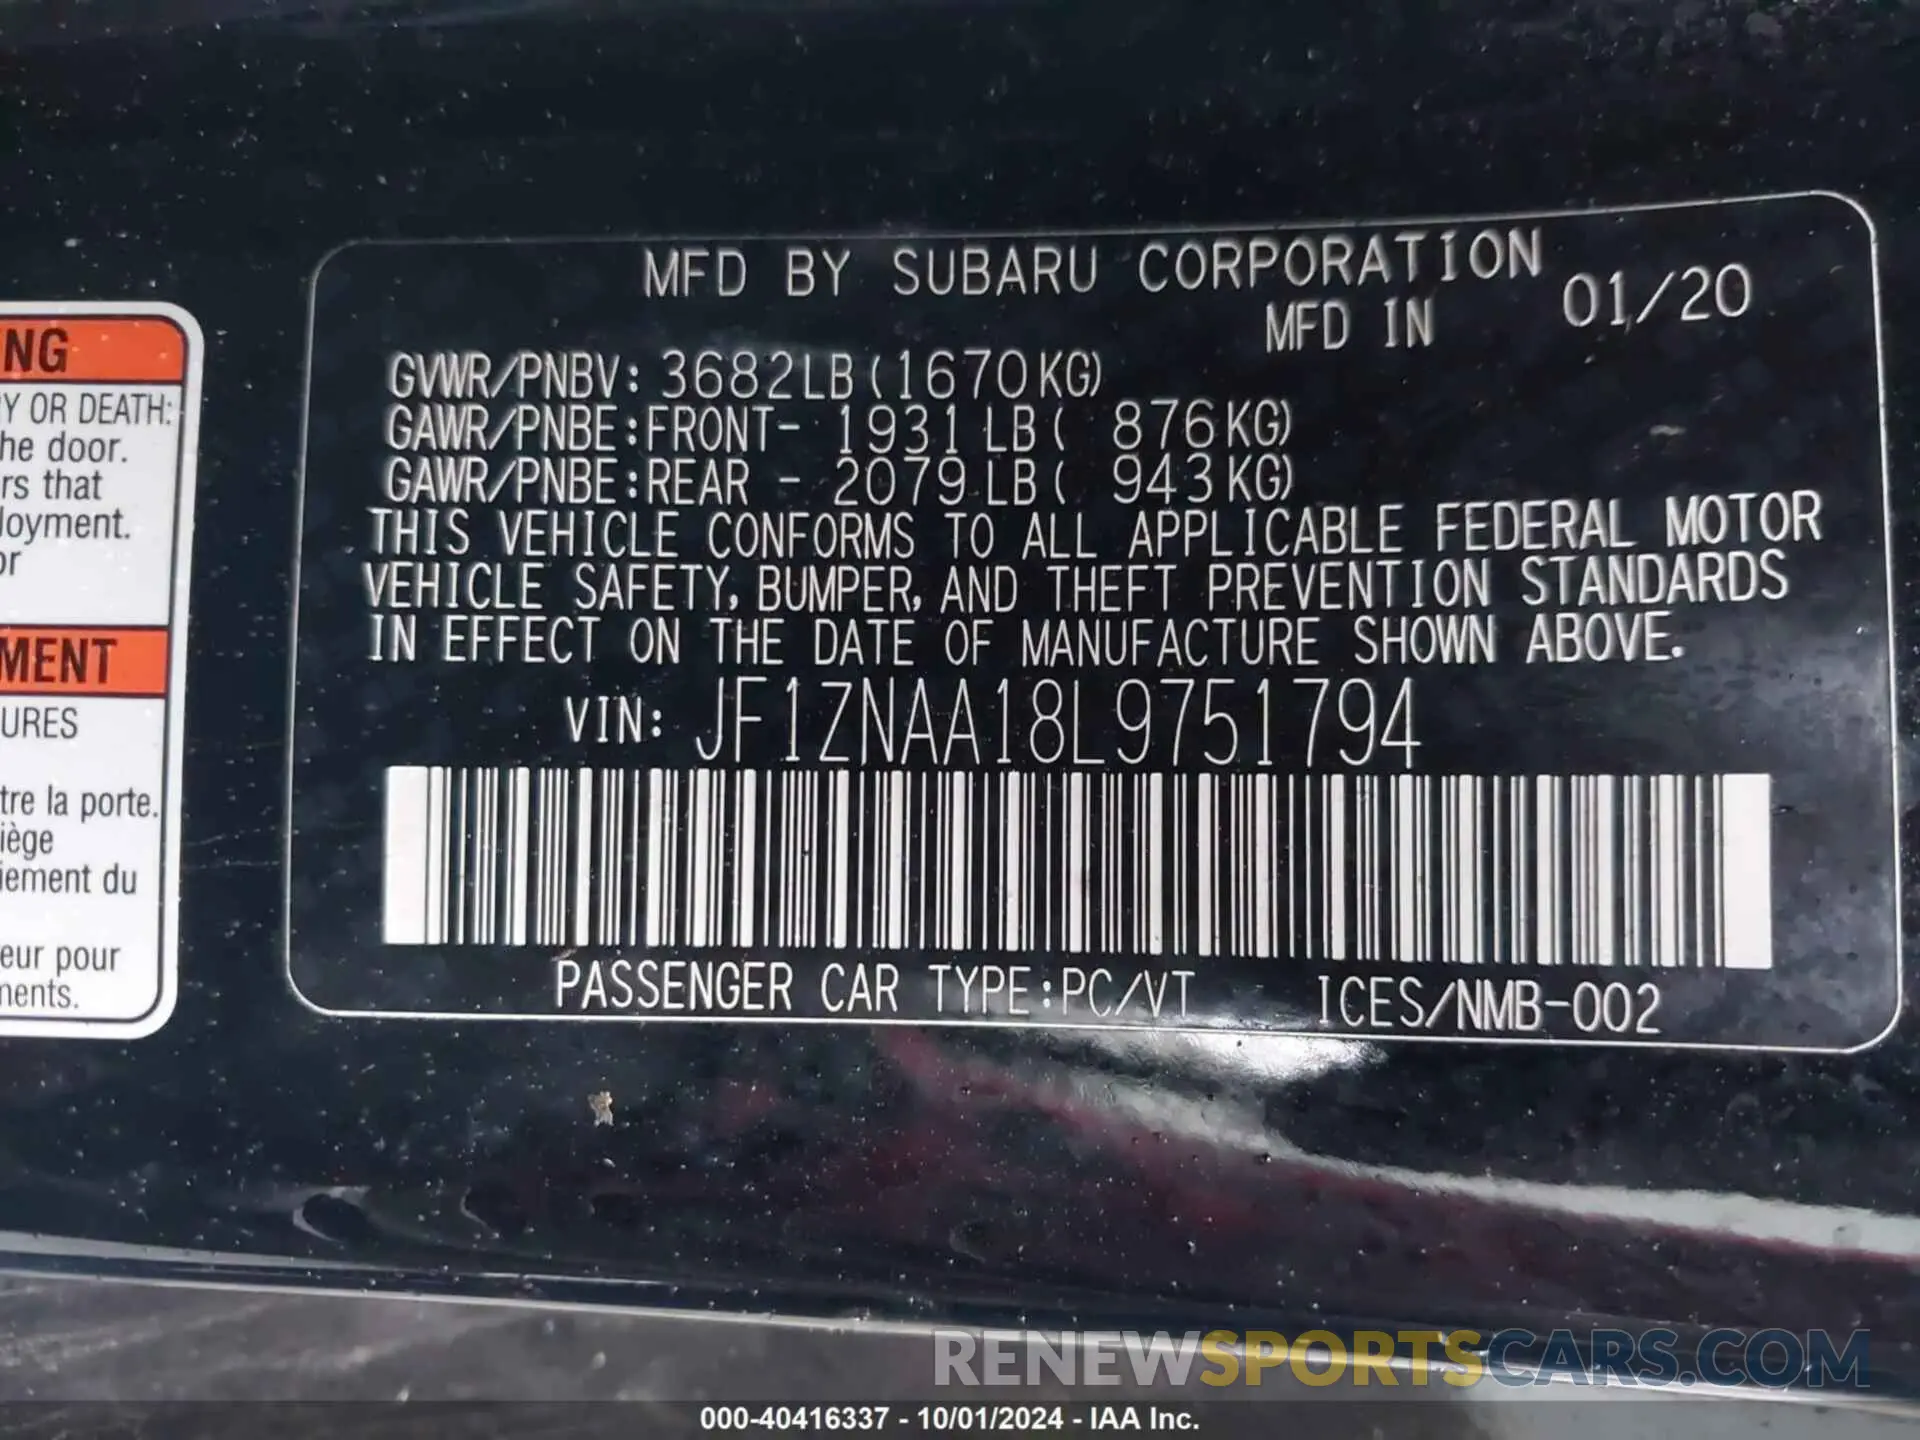 NG
Y OR DEATH:
he door.
rs that
loyment.
or
MENT
URES
tre la porte.
iège
iement du
eur pour
ments.
MFD BY SUBARU CORPORATION
MFD IN 01/20
GVWR/PNBV: 3682LB(1670KG)
GAWR/PNBE:FRONT- 1931LB( 876KG)
GAWR/PNBE:REAR - 2079LB( 943KG)
THIS VEHICLE CONFORMS TO ALL APPLICABLE FEDERAL MOTOR
VEHICLE SAFETY, BUMPER, AND THEFT PREVENTION STANDARDS
IN EFFECT ON THE DATE OF MANUFACTURE SHOWN ABOVE.
VIN: JF1ZNAA18L9751794
PASSENGER CAR TYPE:PC/VT ICES/NMB-002
RENEWSPORTSCARS.COM
000-40416337 - 10/01/2024 - IAA Inc.